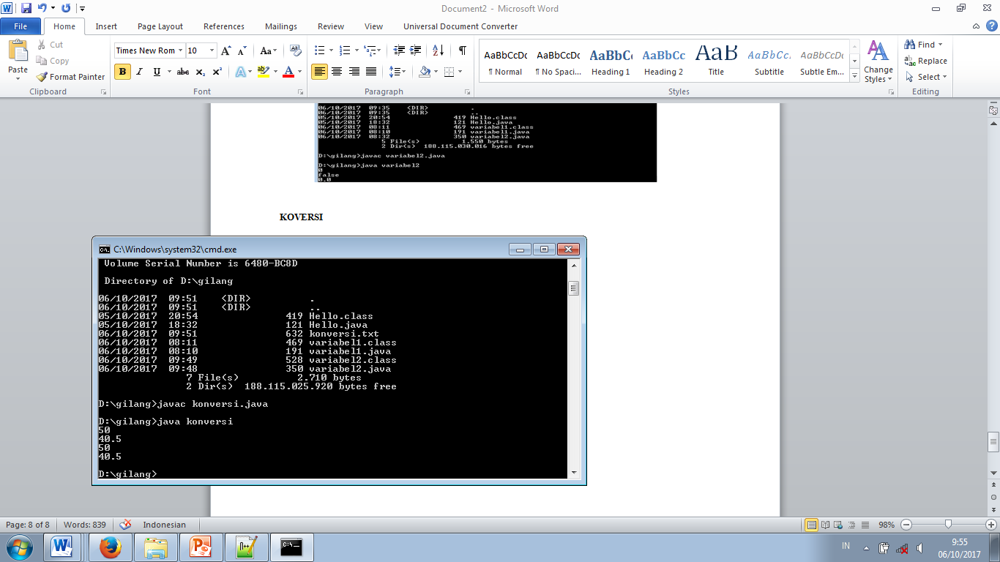 Document2 - Microsoft Word
File Home Insert Page Layout References Mailings Review View Universal Document Converter
Paste
Cut
Copy
Format Painter
Clipboard
Times New Rom 10
Aa
B I U abc x₂ x²
Font
Paragraph
AaBbCcDc
¶ Normal
AaBbCcDc
¶ No Spaci...
AaBbCc
Heading 1
AaBbCc
Heading 2
AaB
Title
AaBbCc.
Subtitle
AaBbCcDc
Subtle Em...
Change Styles
Styles
Find
Replace
Select
Editing
06/10/2017 09:35 <DIR> .
06/10/2017 09:35 <DIR> ..
05/10/2017 20:54 419 Hello.class
05/10/2017 18:32 121 Hello.java
06/10/2017 08:11 469 variabel1.class
06/10/2017 08:10 191 variabel1.java
06/10/2017 08:32 350 variabel2.java
5 File(s) 1.550 bytes
2 Dir(s) 188.115.030.016 bytes free
D:\gilang>javac variabel2.java
D:\gilang>java variabel2
0
false
0.0
KOVERSI
C:\Windows\system32\cmd.exe
Volume Serial Number is 6480-BC8D
Directory of D:\gilang
06/10/2017 09:51 <DIR> .
06/10/2017 09:51 <DIR> ..
05/10/2017 20:54 419 Hello.class
05/10/2017 18:32 121 Hello.java
06/10/2017 09:51 632 konversi.txt
06/10/2017 08:11 469 variabel1.class
06/10/2017 08:10 191 variabel1.java
06/10/2017 09:49 528 variabel2.class
06/10/2017 09:48 350 variabel2.java
7 File(s) 2.710 bytes
2 Dir(s) 188.115.025.920 bytes free
D:\gilang>javac konversi.java
D:\gilang>java konversi
50
40.5
50
40.5
D:\gilang>
Page: 8 of 8 Words: 839 Indonesian 98%
IN 9:55
06/10/2017